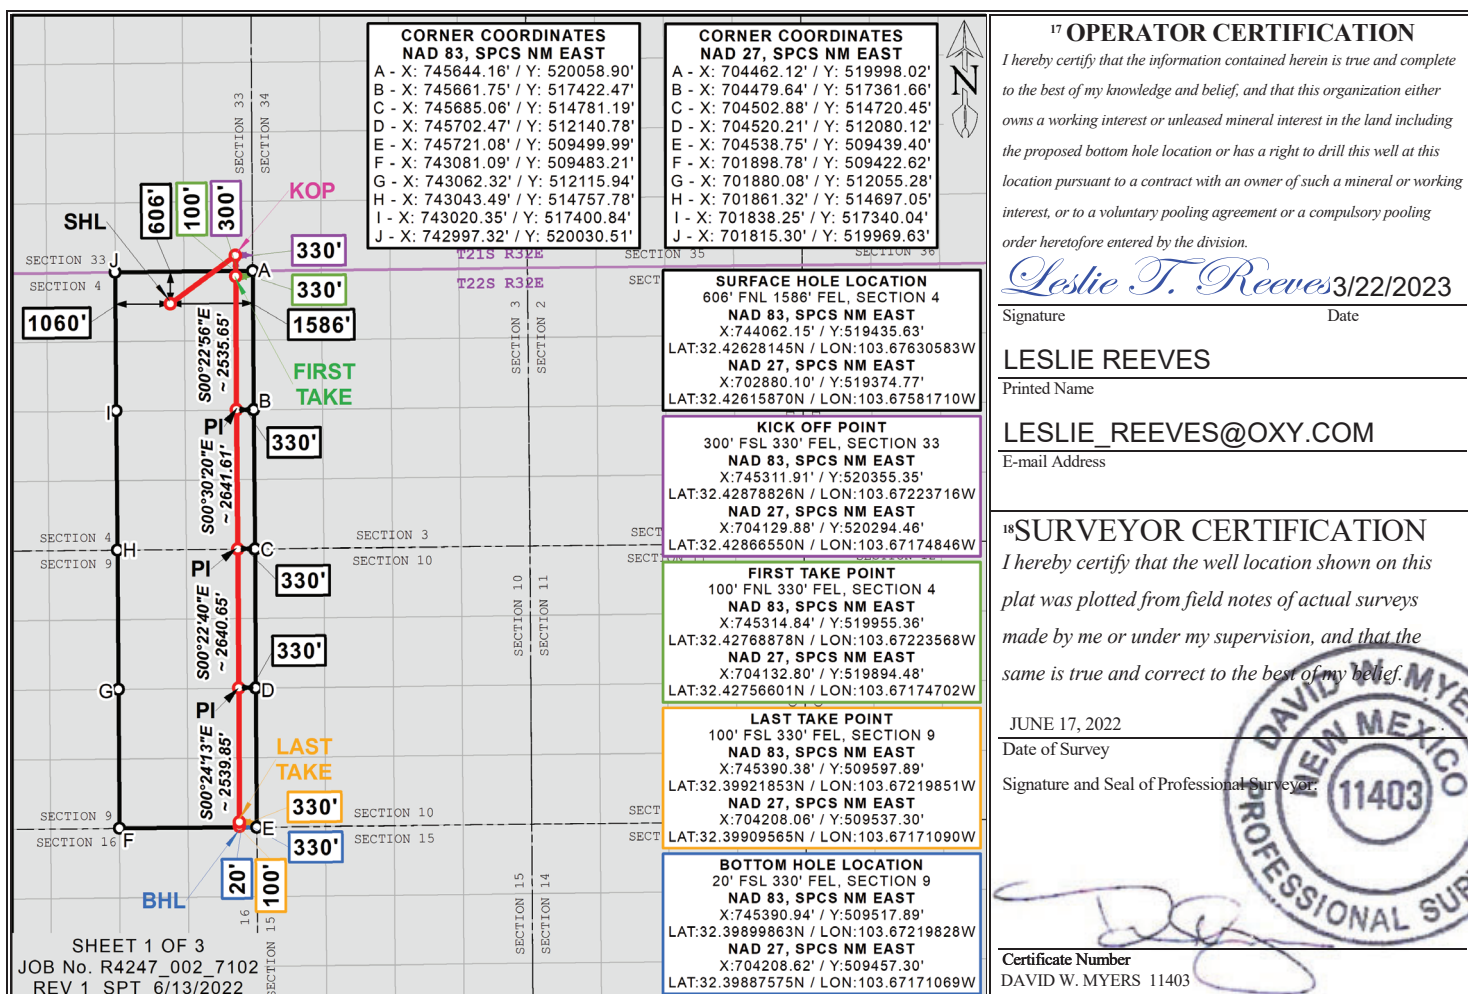 CORNER COORDINATES
NAD 83, SPCS NM EAST
A - X: 745644.16' / Y: 520058.90'
B - X: 745661.75' / Y: 517422.47'
C - X: 745685.06' / Y: 514781.19'
D - X: 745702.47' / Y: 512140.78'
E - X: 745721.08' / Y: 509499.99'
F - X: 743081.09' / Y: 509483.21'
G - X: 743062.32' / Y: 512115.94'
H - X: 743043.49' / Y: 514757.78'
I - X: 743020.35' / Y: 517400.84'
J - X: 742997.32' / Y: 520030.51'
CORNER COORDINATES
NAD 27, SPCS NM EAST
A - X: 704462.12' / Y: 519998.02'
B - X: 704479.64' / Y: 517361.66'
C - X: 704502.88' / Y: 514720.45'
D - X: 704520.21' / Y: 512080.12'
E - X: 704538.75' / Y: 509439.40'
F - X: 701898.78' / Y: 509422.62'
G - X: 701880.08' / Y: 512055.28'
H - X: 701861.32' / Y: 514697.05'
I - X: 701838.25' / Y: 517340.04'
J - X: 701815.30' / Y: 519969.63'
N
SECTION 33
SECTION 34
KOP
SHL
606'
100'
300'
330'
SECTION 33
J
A
T21S R32E
SECTION 35
SECTION 36
SECTION 4
T22S R32E
SECT
330'
1060'
1586'
S00°22'56"E
~ 2535.65'
FIRST
TAKE
SECTION 3
SECTION 2
I
B
PI
330'
S00°30'20"E
~ 2641.61'
SECTION 4
H
C
SECTION 3
SECT
SECTION 9
SECTION 10
PI
330'
S00°22'40"E
~ 2640.65'
SECTION 10
SECTION 11
330'
G
D
PI
S00°24'13"E
~ 2539.85'
LAST
TAKE
330'
SECTION 9
SECTION 10
SECT
F
E
SECTION 16
SECTION 15
SECT
330'
20'
100'
BHL
16
SECTION 15
SECTION 15
SECTION 14
SHEET 1 OF 3
JOB No. R4247_002_7102
REV 1 SPT 6/13/2022
SURFACE HOLE LOCATION
606' FNL 1586' FEL, SECTION 4
NAD 83, SPCS NM EAST
X:744062.15' / Y:519435.63'
LAT:32.42628145N / LON:103.67630583W
NAD 27, SPCS NM EAST
X:702880.10' / Y:519374.77'
LAT:32.42615870N / LON:103.67581710W
KICK OFF POINT
300' FSL 330' FEL, SECTION 33
NAD 83, SPCS NM EAST
X:745311.91' / Y:520355.35'
LAT:32.42878826N / LON:103.67223716W
NAD 27, SPCS NM EAST
X:704129.88' / Y:520294.46'
LAT:32.42866550N / LON:103.67174846W
FIRST TAKE POINT
100' FNL 330' FEL, SECTION 4
NAD 83, SPCS NM EAST
X:745314.84' / Y:519955.36'
LAT:32.42768878N / LON:103.67223568W
NAD 27, SPCS NM EAST
X:704132.80' / Y:519894.48'
LAT:32.42756601N / LON:103.67174702W
LAST TAKE POINT
100' FSL 330' FEL, SECTION 9
NAD 83, SPCS NM EAST
X:745390.38' / Y:509597.89'
LAT:32.39921853N / LON:103.67219851W
NAD 27, SPCS NM EAST
X:704208.06' / Y:509537.30'
LAT:32.39909565N / LON:103.67171090W
BOTTOM HOLE LOCATION
20' FSL 330' FEL, SECTION 9
NAD 83, SPCS NM EAST
X:745390.94' / Y:509517.89'
LAT:32.39899863N / LON:103.67219828W
NAD 27, SPCS NM EAST
X:704208.62' / Y:509457.30'
LAT:32.39887575N / LON:103.67171069W
17 OPERATOR CERTIFICATION
I hereby certify that the information contained herein is true and complete
to the best of my knowledge and belief, and that this organization either
owns a working interest or unleased mineral interest in the land including
the proposed bottom hole location or has a right to drill this well at this
location pursuant to a contract with an owner of such a mineral or working
interest, or to a voluntary pooling agreement or a compulsory pooling
order heretofore entered by the division.
Leslie T. Reeves 3/22/2023
Signature Date
LESLIE REEVES
Printed Name
LESLIE_REEVES@OXY.COM
E-mail Address
18 SURVEYOR CERTIFICATION
I hereby certify that the well location shown on this
plat was plotted from field notes of actual surveys
made by me or under my supervision, and that the
same is true and correct to the best of my belief.
JUNE 17, 2022
Date of Survey
Signature and Seal of Professional Surveyor:
DAVID W. MYE
NEW MEXICO
11403
PROFESSIONAL SU
Certificate Number
DAVID W. MYERS 11403